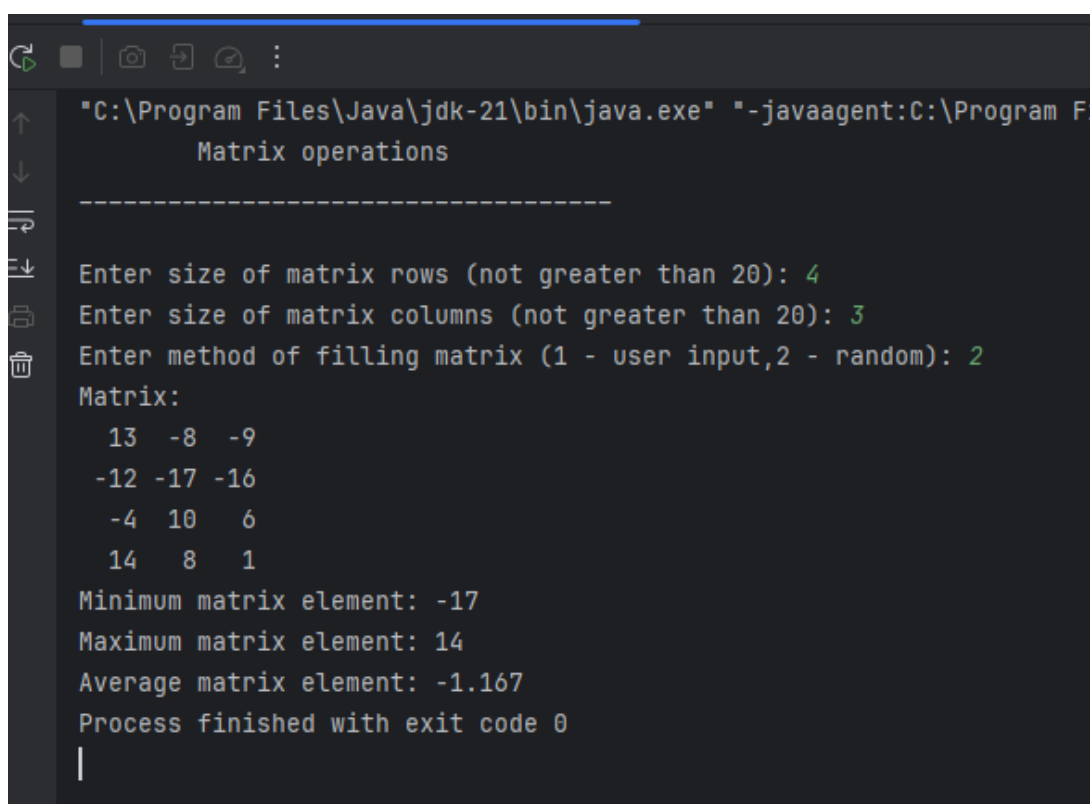 "C:\Program Files\Java\jdk-21\bin\java.exe" "-javaagent:C:\Program F
Matrix operations
------------------------------------
Enter size of matrix rows (not greater than 20): 4
Enter size of matrix columns (not greater than 20): 3
Enter method of filling matrix (1 - user input,2 - random): 2
Matrix:
13 -8 -9
-12 -17 -16
-4 10 6
14 8 1
Minimum matrix element: -17
Maximum matrix element: 14
Average matrix element: -1.167
Process finished with exit code 0